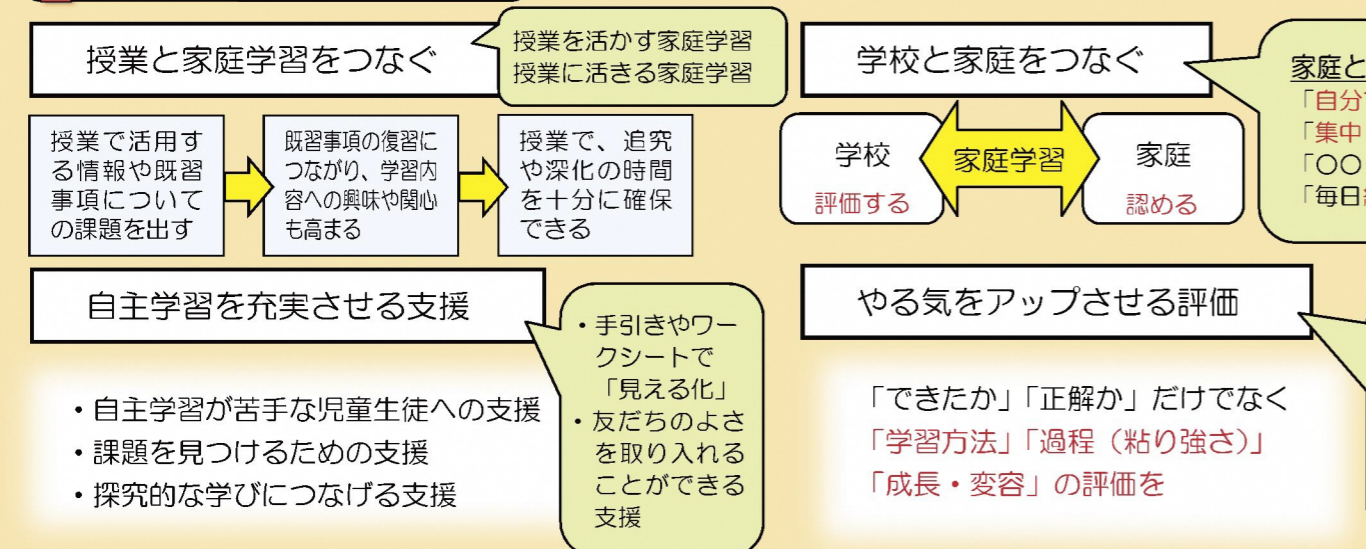 授業と家庭学習をつなぐ
授業を活かす家庭学習
授業に活きる家庭学習
授業で活用す
る情報や既習
事項について
の課題を出す
既習事項の復習に
つながり、学習内
容への興味や関心
も高まる
授業で、追究
や深化の時間
を十分に確保
できる
学校と家庭をつなぐ
家庭と
「自分
「集中
「〇〇
「毎日
学校
評価する
家庭学習
家庭
認める
自主学習を充実させる支援
・手引きやワー
クシートで
「見える化」
・友だちのよさ
を取り入れる
ことができる
支援
・自主学習が苦手な児童生徒への支援
・課題を見つけるための支援
・探究的な学びにつなげる支援
やる気をアップさせる評価
「できたか」「正解か」だけでなく
「学習方法」「過程（粘り強さ）」
「成長・変容」の評価を